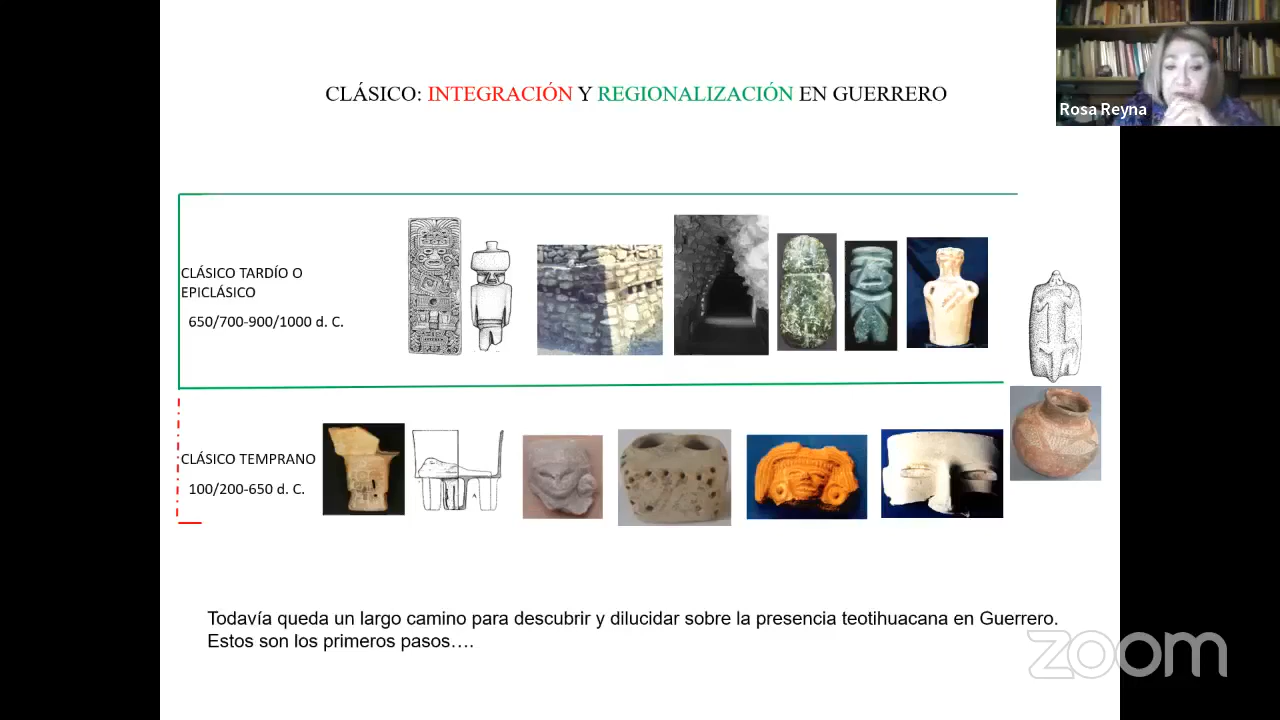 CLÁSICO: INTEGRACIÓN Y REGIONALIZACIÓN EN GUERRERO
Rosa Reyna
CLÁSICO TARDÍO O
EPICLÁSICO
650/700-900/1000 d. C.
CLÁSICO TEMPRANO
100/200-650 d. C.
Todavía queda un largo camino para descubrir y dilucidar sobre la presencia teotihuacana en Guerrero.
Estos son los primeros pasos….
zoom